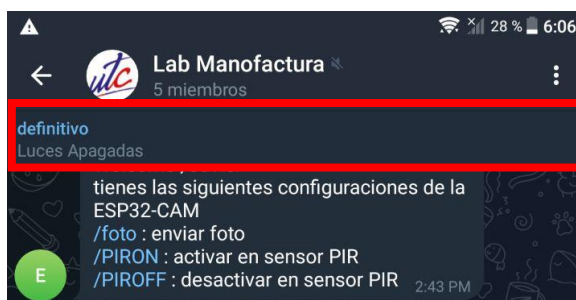 28 % 6:06
utc Lab Manofactura
5 miembros
definitivo
Luces Apagadas
tienes las siguientes configuraciones de la
ESP32-CAM
/foto : enviar foto
/PIRON : activar en sensor PIR
/PIROFF : desactivar en sensor PIR 2:43 PM
E